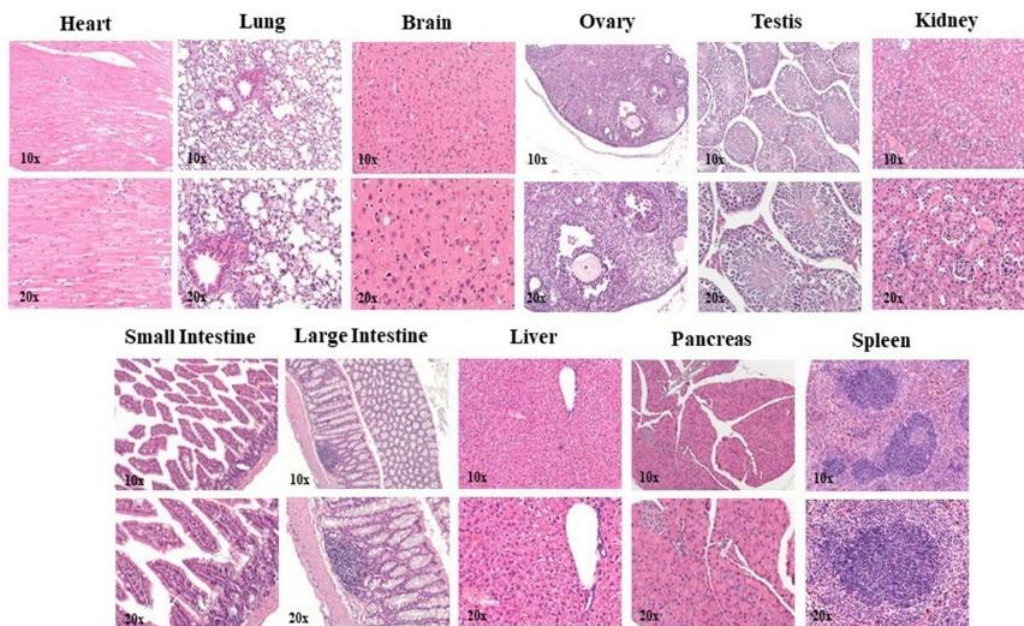 Heart Lung Brain Ovary Testis Kidney
10x 10x 10x 10x 10x 10x
20x 20x 20x 20x 20x 20x
Small Intestine Large Intestine Liver Pancreas Spleen
10x 10x 10x 10x 10x
20x 20x 20x 20x 20x